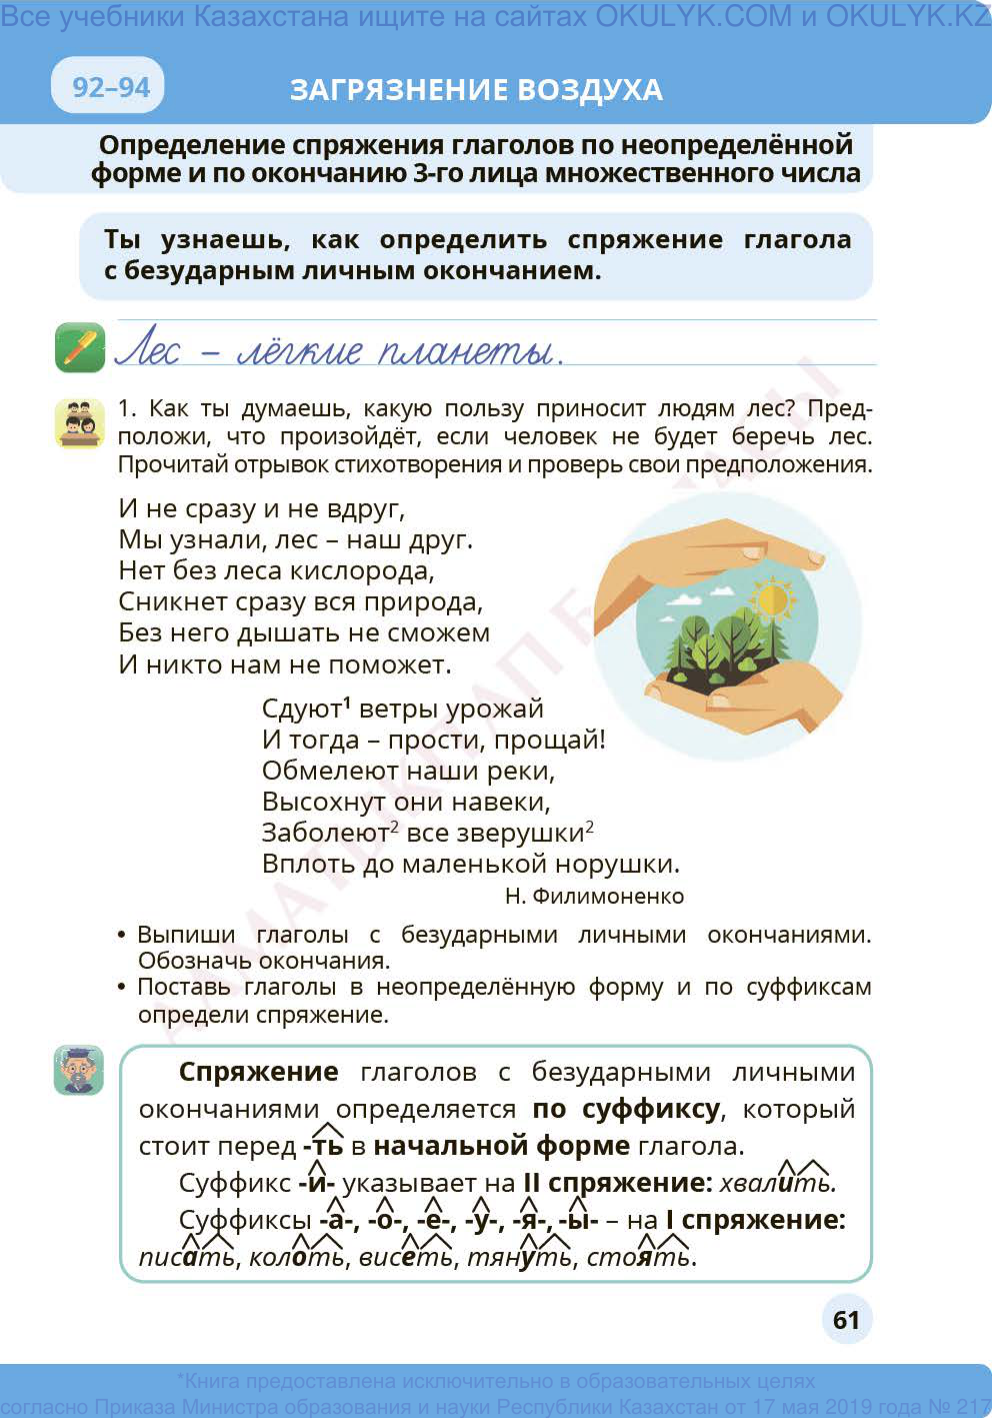 Все учебники Казахстана ищите на сайтах OKULYK.COM и OKULYK.KZ
92–94
ЗАГРЯЗНЕНИЕ ВОЗДУХА
Определение спряжения глаголов по неопределённой
форме и по окончанию 3-го лица множественного числа
Ты узнаешь, как определить спряжение глагола
с безударным личным окончанием.
Лес – лёгкие планеты.
1. Как ты думаешь, какую пользу приносит людям лес? Пред-
положи, что произойдёт, если человек не будет беречь лес.
Прочитай отрывок стихотворения и проверь свои предположения.
И не сразу и не вдруг,
Мы узнали, лес – наш друг.
Нет без леса кислорода,
Сникнет сразу вся природа,
Без него дышать не сможем
И никто нам не поможет.
Сдуют¹ ветры урожай
И тогда – прости, прощай!
Обмелеют наши реки,
Высохнут они навеки,
Заболеют² все зверушки²
Вплоть до маленькой норушки.
Н. Филимоненко
• Выпиши глаголы с безударными личными окончаниями.
Обозначь окончания.
• Поставь глаголы в неопределённую форму и по суффиксам
определи спряжение.
Спряжение глаголов с безударными личными
окончаниями определяется по суффиксу, который
стоит перед -ть в начальной форме глагола.
Суффикс -и- указывает на II спряжение: хвалить.
Суффиксы -а-, -о-, -е-, -у-, -я-, -ы- – на I спряжение:
писать, колоть, висеть, тянуть, стоять.
61
*Книга предоставлена исключительно в образовательных целях
согласно Приказа Министра образования и науки Республики Казахстан от 17 мая 2019 года № 217
АЛМАТЫКІТАП БАСПАСЫ